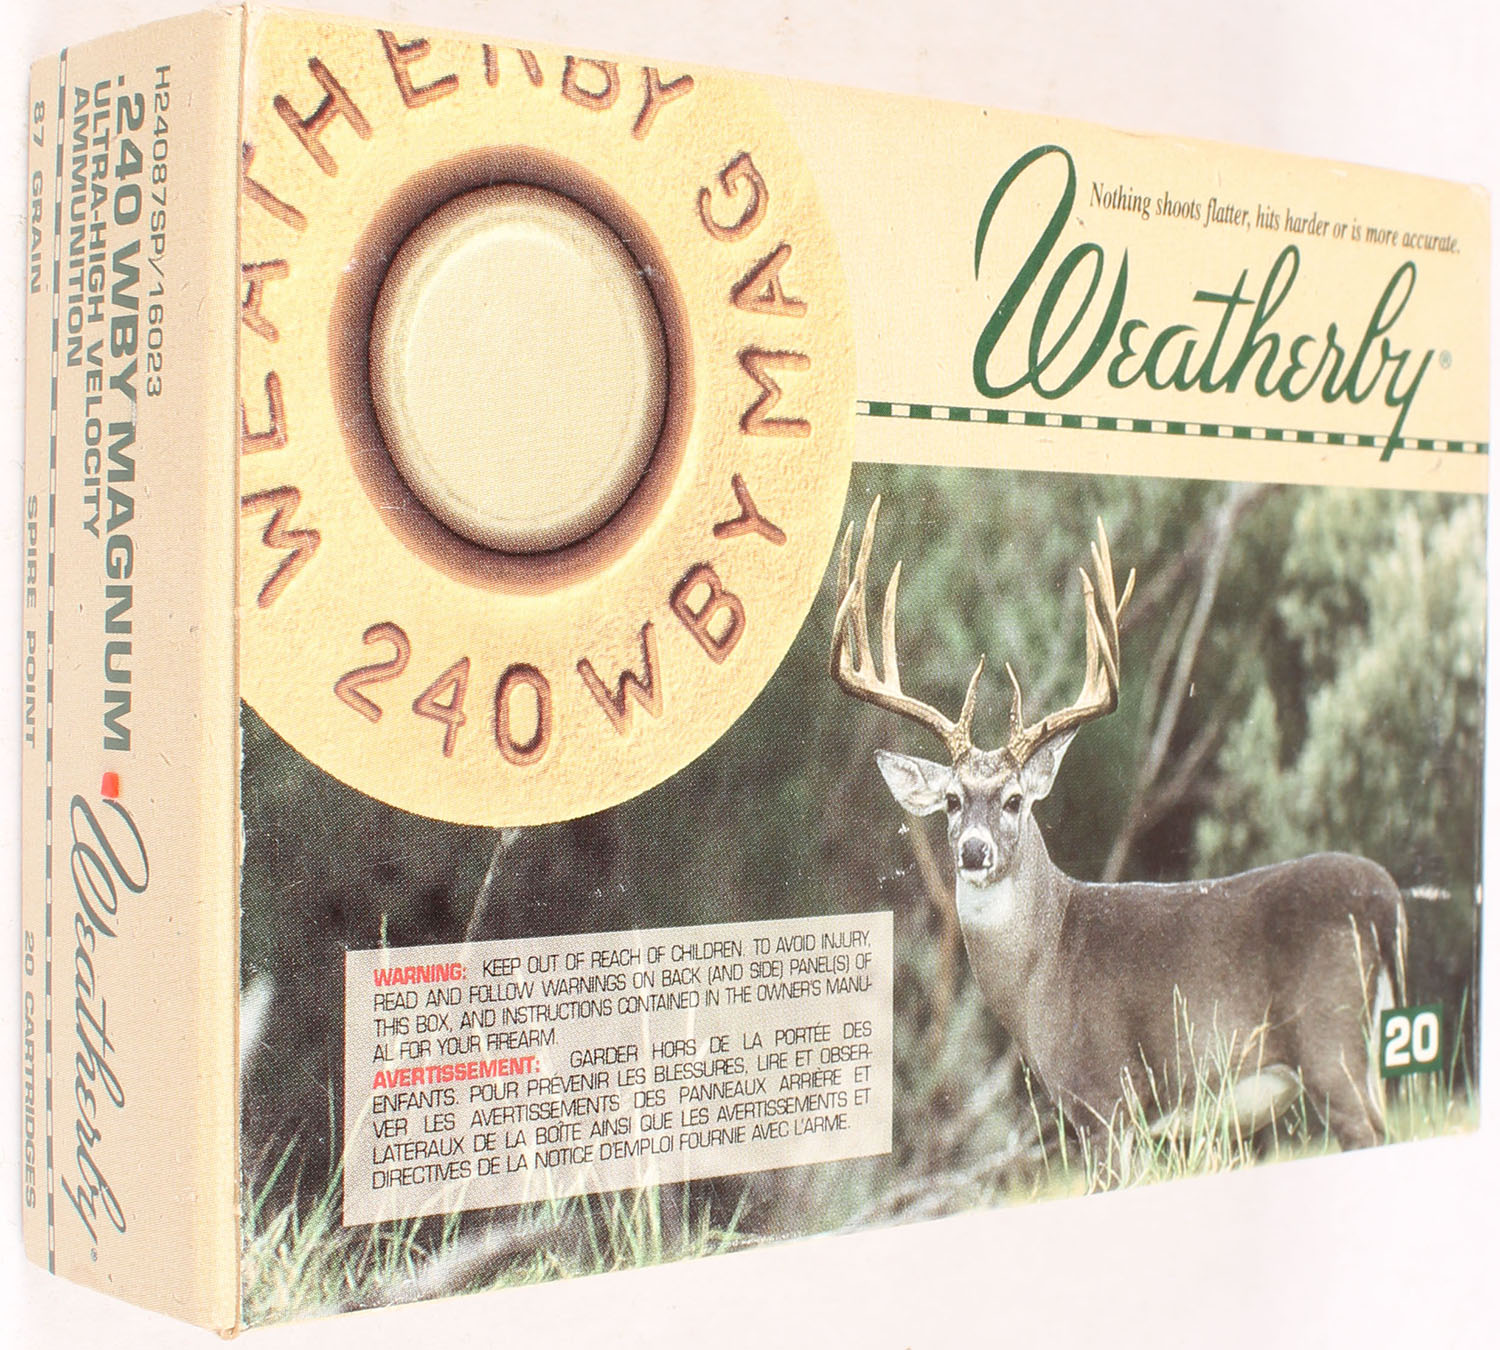 H24087SP/16023
.240 WBY MAGNUM
ULTRA-HIGH VELOCITY
AMMUNITION
87 GRAIN SPIRE POINT 20 CARTRIDGES
Weatherby®
WEATHERBY
240 WBY MAG
Nothing shoots flatter, hits harder or is more accurate.
Weatherby®
WARNING: KEEP OUT OF REACH OF CHILDREN. TO AVOID INJURY,
READ AND FOLLOW WARNINGS ON BACK (AND SIDE) PANEL(S) OF
THIS BOX, AND INSTRUCTIONS CONTAINED IN THE OWNER'S MANU-
AL FOR YOUR FIREARM.
AVERTISSEMENT: GARDER HORS DE LA PORTÉE DES
ENFANTS. POUR PRÉVENIR LES BLESSURES, LIRE ET OBSER-
VER LES AVERTISSEMENTS DES PANNEAUX ARRIÈRE ET
LATÉRAUX DE LA BOÎTE AINSI QUE LES AVERTISSEMENTS ET
DIRECTIVES DE LA NOTICE D'EMPLOI FOURNIE AVEC L'ARME.
20